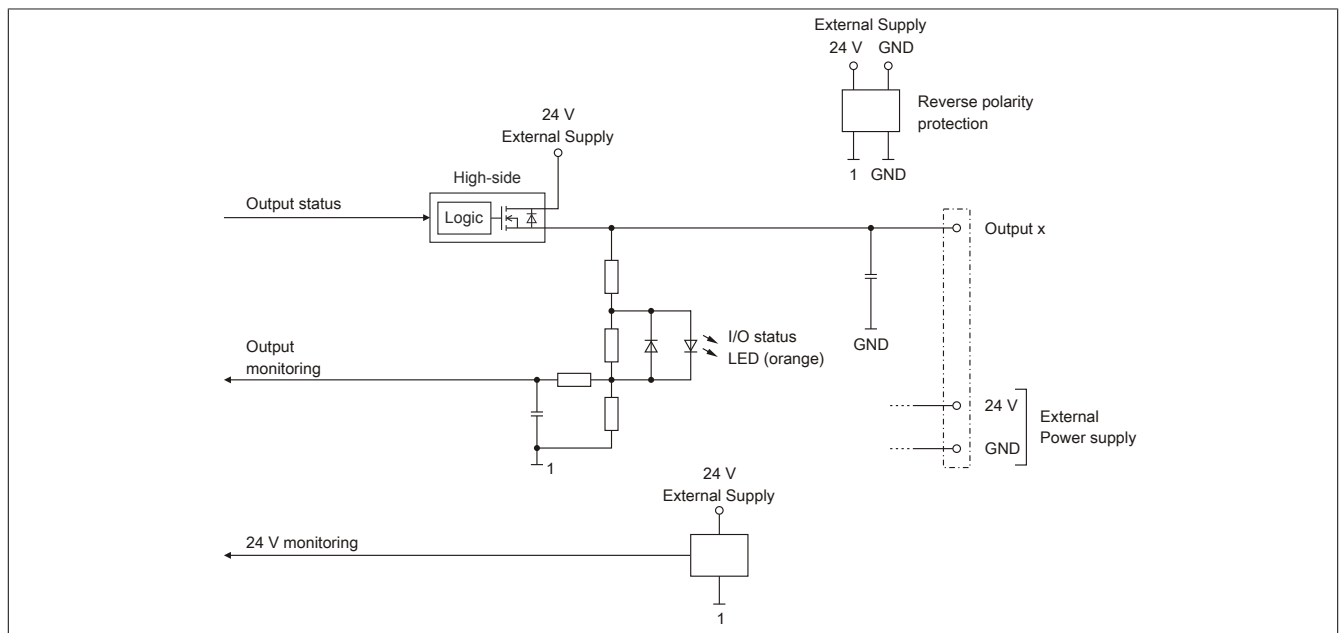 External Supply
24 V GND
Reverse polarity
protection
1 GND
24 V
External Supply
High-side
Output status
Logic
Output x
I/O status
LED (orange)
GND
Output
monitoring
24 V
External
Power supply
GND
1
24 V
External Supply
24 V monitoring
1